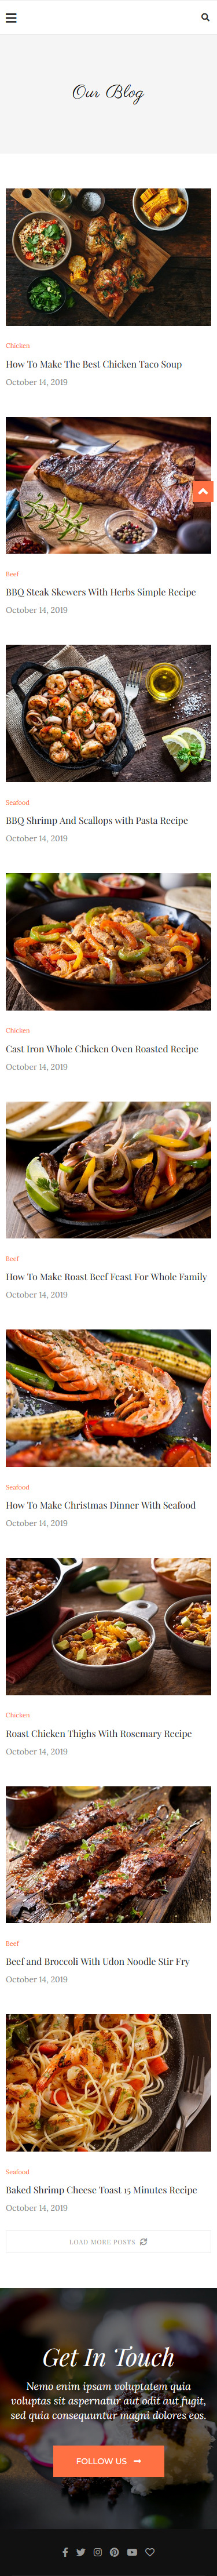 Our Blog
Chicken
How To Make The Best Chicken Taco Soup
October 14, 2019
Beef
BBQ Steak Skewers With Herbs Simple Recipe
October 14, 2019
Seafood
BBQ Shrimp And Scallops with Pasta Recipe
October 14, 2019
Chicken
Cast Iron Whole Chicken Oven Roasted Recipe
October 14, 2019
Beef
How To Make Roast Beef Feast For Whole Family
October 14, 2019
Seafood
How To Make Christmas Dinner With Seafood
October 14, 2019
Chicken
Roast Chicken Thighs With Rosemary Recipe
October 14, 2019
Beef
Beef and Broccoli With Udon Noodle Stir Fry
October 14, 2019
Seafood
Baked Shrimp Cheese Toast 15 Minutes Recipe
October 14, 2019
LOAD MORE POSTS
Get In Touch
Nemo enim ipsam voluptatem quia
voluptas sit aspernatur aut odit aut fugit,
sed quia consequuntur magni dolores eos.
FOLLOW US